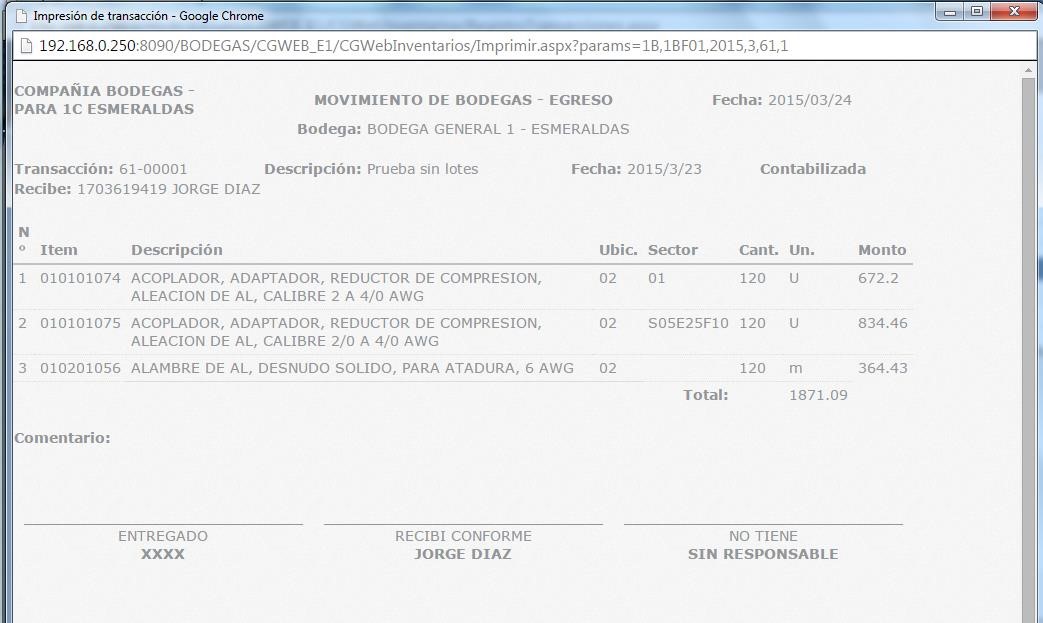 Impresión de transacción - Google Chrome
192.168.0.250:8090/BODEGAS/CGWEB_E1/CGWebInventarios/Imprimir.aspx?params=1B,1BF01,2015,3,61,1
COMPAÑIA BODEGAS -
PARA 1C ESMERALDAS
MOVIMIENTO DE BODEGAS - EGRESO
Fecha: 2015/03/24
Bodega: BODEGA GENERAL 1 - ESMERALDAS
Transacción: 61-00001 Descripción: Prueba sin lotes Fecha: 2015/3/23 Contabilizada
Recibe: 1703619419 JORGE DIAZ
N
º Item Descripción Ubic. Sector Cant. Un. Monto
1 010101074 ACOPLADOR, ADAPTADOR, REDUCTOR DE COMPRESION, 02 01 120 U 672.2
ALEACION DE AL, CALIBRE 2 A 4/0 AWG
2 010101075 ACOPLADOR, ADAPTADOR, REDUCTOR DE COMPRESION, 02 S05E25F10 120 U 834.46
ALEACION DE AL, CALIBRE 2/0 A 4/0 AWG
3 010201056 ALAMBRE DE AL, DESNUDO SOLIDO, PARA ATADURA, 6 AWG 02 120 m 364.43
Total: 1871.09
Comentario:
ENTREGADO RECIBI CONFORME NO TIENE
XXXX JORGE DIAZ SIN RESPONSABLE